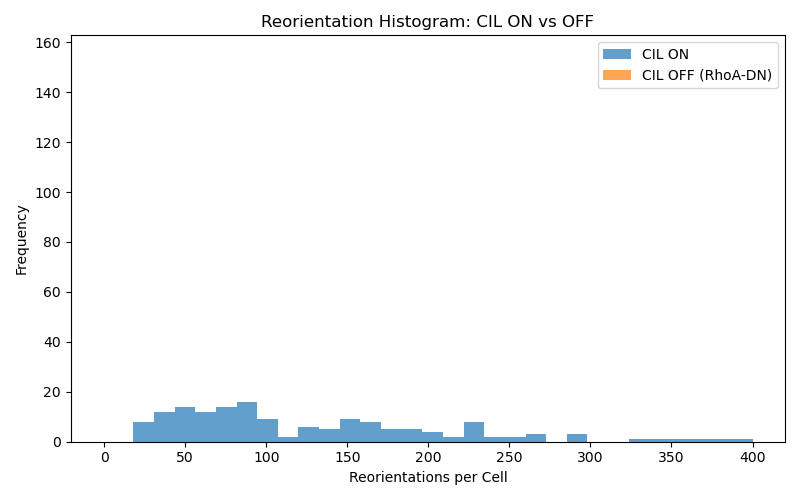 Reorientation Histogram: CIL ON vs OFF
CIL ON
CIL OFF (RhoA-DN)
160
140
120
100
80
60
40
20
0
Frequency
0 50 100 150 200 250 300 350 400
Reorientations per Cell